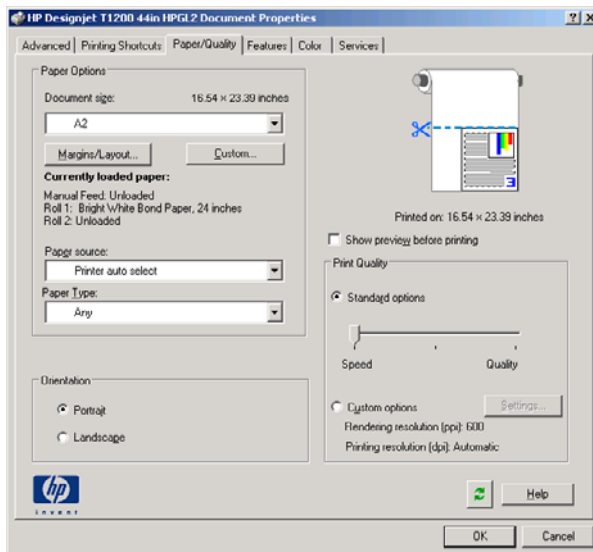 HP Designjet T1200 44in HPGL2 Document Properties
Advanced Printing Shortcuts Paper/Quality Features Color Services
Paper Options
Document size: 16.54 × 23.39 inches
A2
Margins/Layout... Custom...
Currently loaded paper:
Manual Feed: Unloaded
Roll 1: Bright White Bond Paper, 24 inches
Roll 2: Unloaded
Paper source:
Printer auto select
Paper Type:
Any
Orientation
Portrait
Landscape
3
Printed on: 16.54 × 23.39 inches
Show preview before printing
Print Quality
Standard options
Speed Quality
Custom options Settings...
Rendering resolution (ppi): 600
Printing resolution (dpi): Automatic
hp
invent
Help
OK Cancel